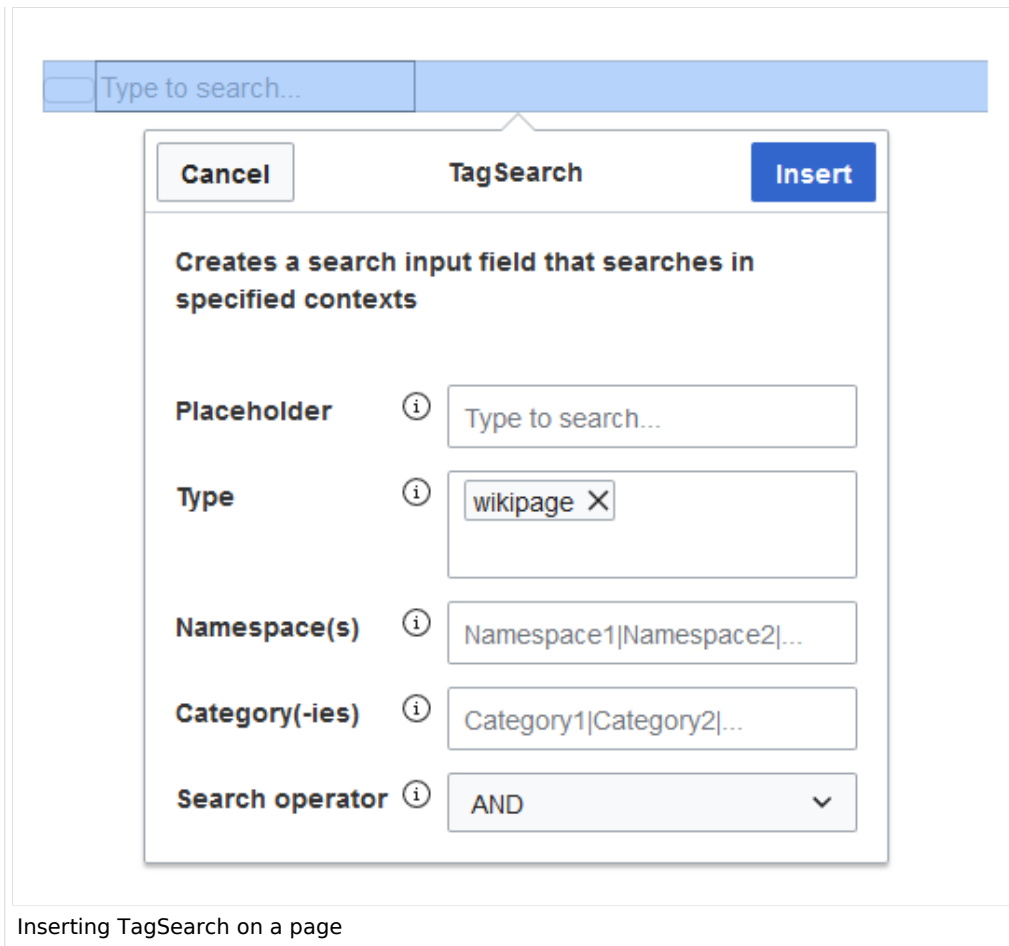 Type to search...
Cancel TagSearch Insert
Creates a search input field that searches in
specified contexts
Placeholder Type to search...
Type wikipage
Namespace(s) Namespace1|Namespace2|...
Category(-ies) Category1|Category2|...
Search operator AND
Inserting TagSearch on a page